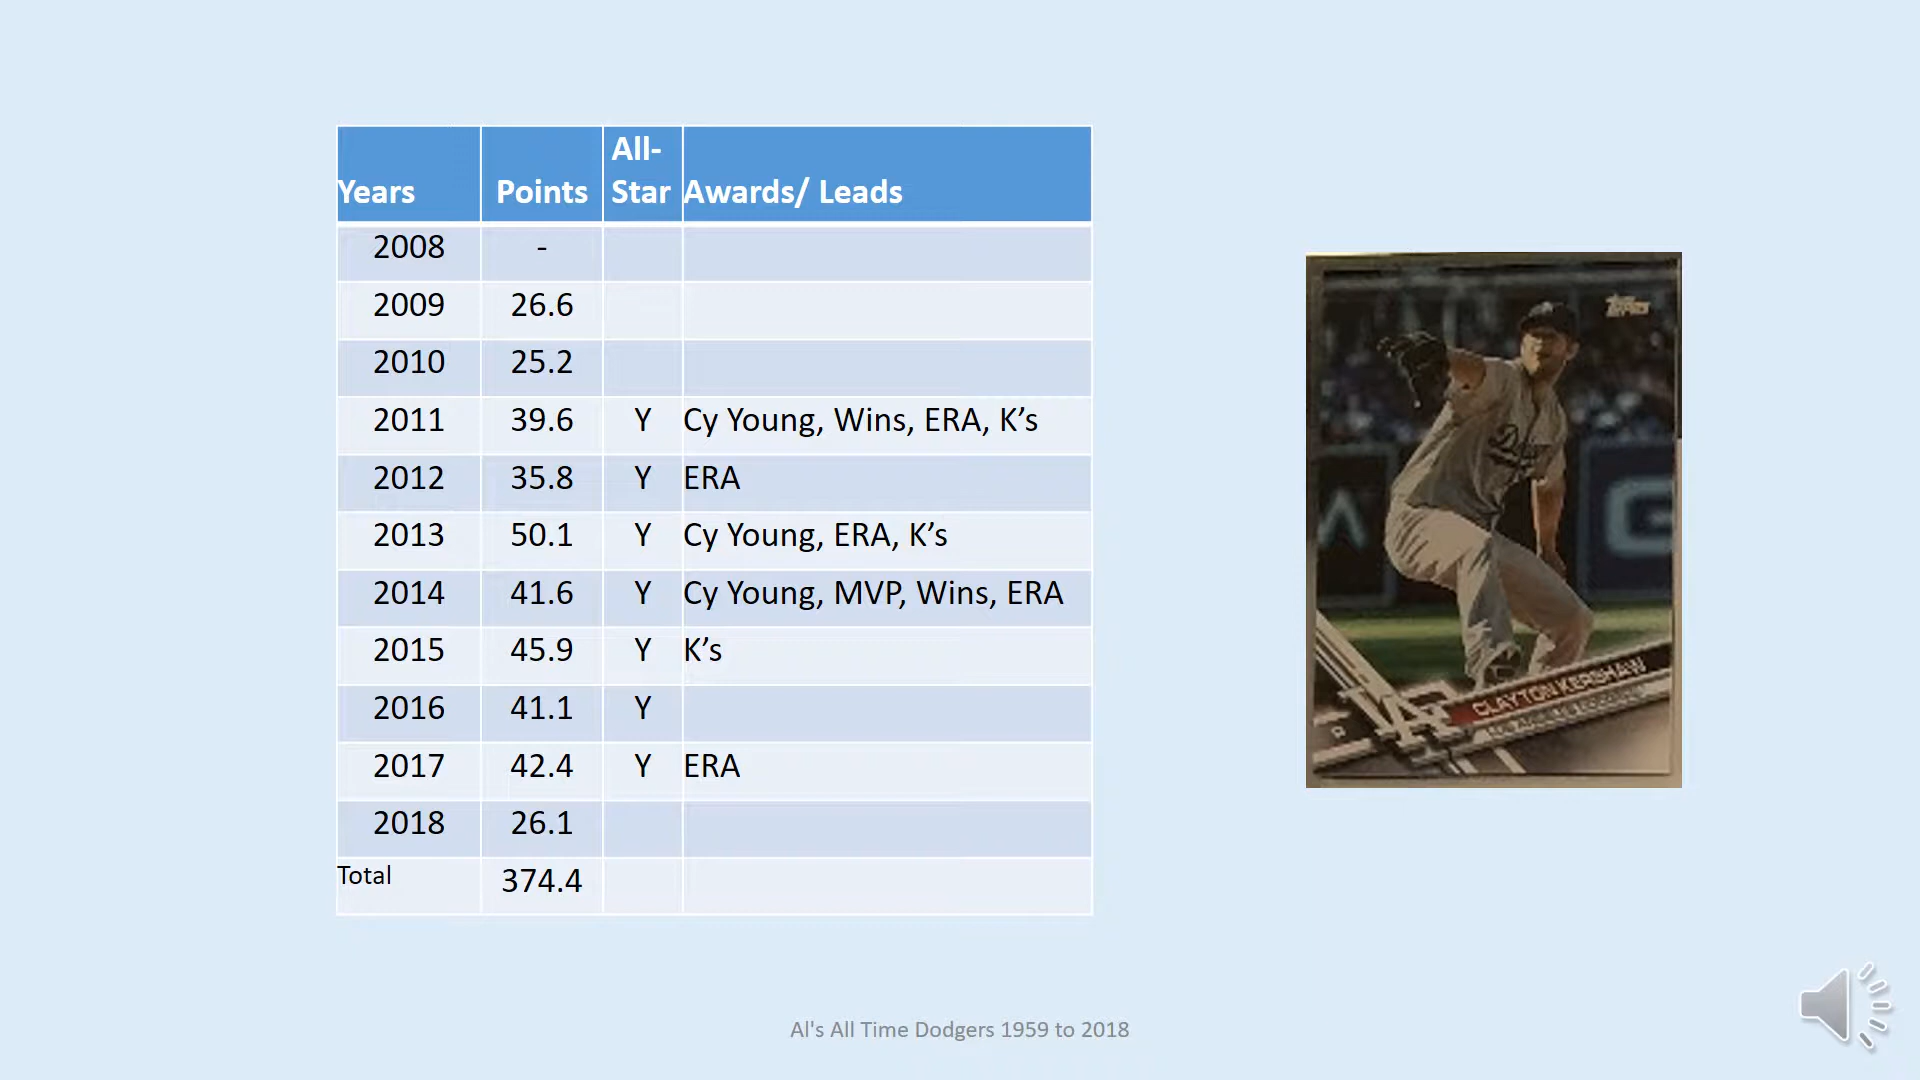 All-
Years Points Star Awards/ Leads
2008 -
2009 26.6
2010 25.2
2011 39.6 Y Cy Young, Wins, ERA, K’s
2012 35.8 Y ERA
2013 50.1 Y Cy Young, ERA, K’s
2014 41.6 Y Cy Young, MVP, Wins, ERA
2015 45.9 Y K’s
2016 41.1 Y
2017 42.4 Y ERA
2018 26.1
Total 374.4
Topps
CLAYTON KERSHAW
LA
P
Al's All Time Dodgers 1959 to 2018